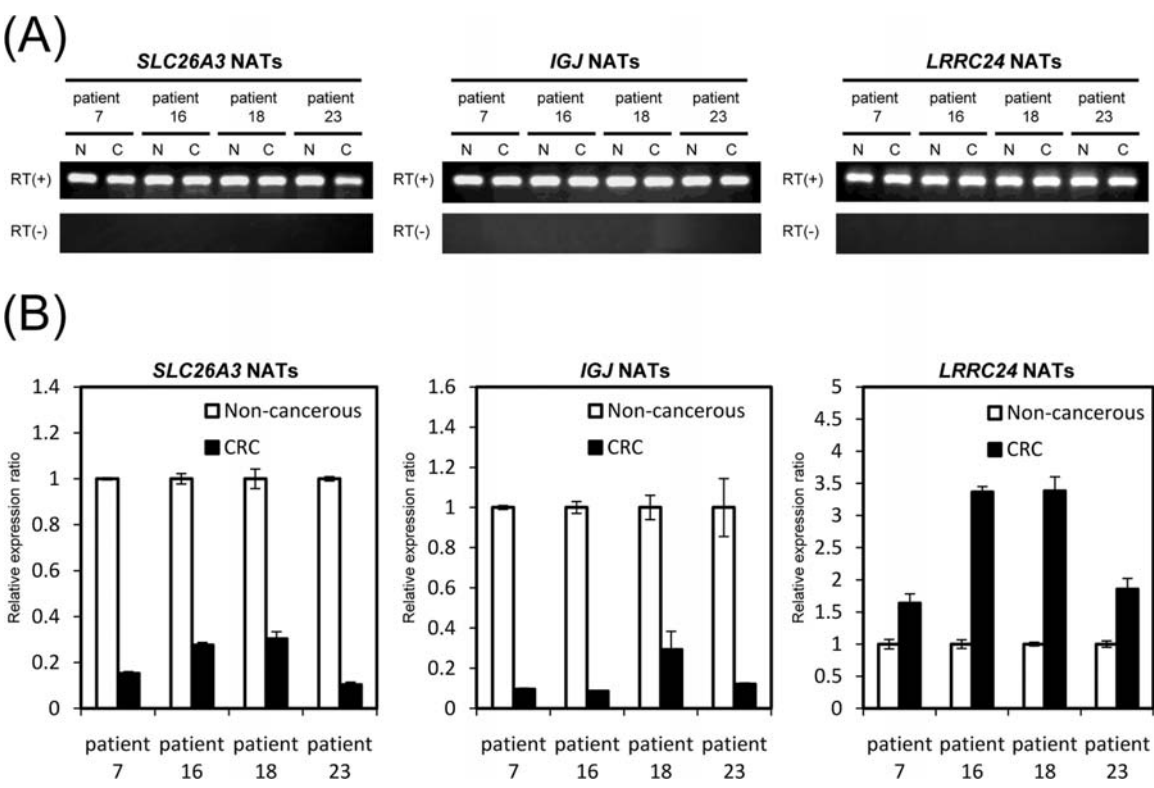 (A)
SLC26A3 NATs
IGJ NATs
LRRC24 NATs
patient patient patient patient
7 16 18 23
N C N C N C N C
patient patient patient patient
7 16 18 23
N C N C N C N C
patient patient patient patient
7 16 18 23
N C N C N C N C
RT(+)
RT(+)
RT(+)
RT(-)
RT(-)
RT(-)
(B)
SLC26A3 NATs
Relative expression ratio
1.4
1.2
1
0.8
0.6
0.4
0.2
0
Non-cancerous
CRC
patient patient patient patient
7 16 18 23
IGJ NATs
Relative expression ratio
1.6
1.4
1.2
1
0.8
0.6
0.4
0.2
0
Non-cancerous
CRC
patient patient patient patient
7 16 18 23
LRRC24 NATs
Relative expression ratio
5
4.5
4
3.5
3
2.5
2
1.5
1
0.5
0
Non-cancerous
CRC
patient patient patient patient
7 16 18 23